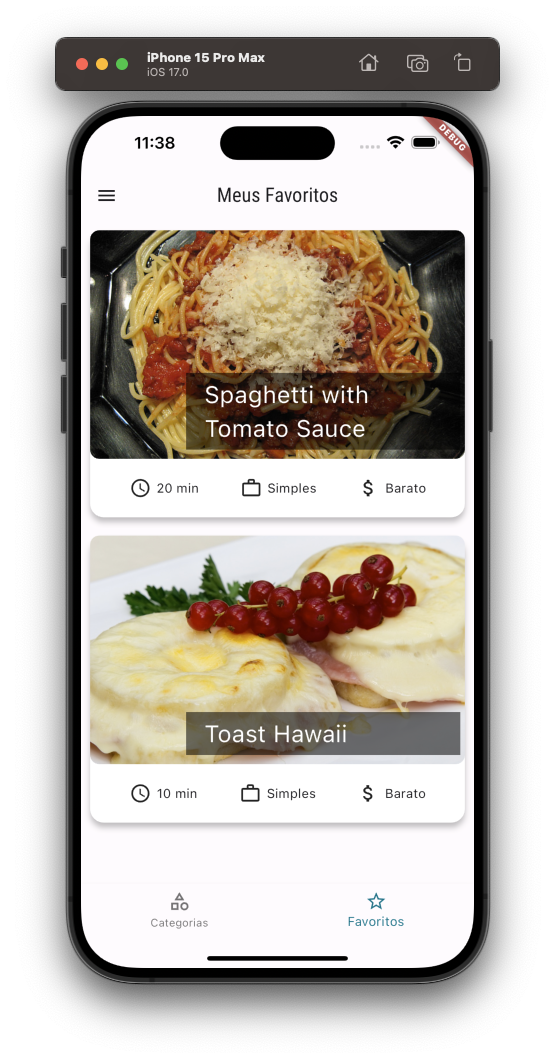 iPhone 15 Pro Max
iOS 17.0
11:38
DEBUG
Meus Favoritos
Spaghetti with
Tomato Sauce
20 min
Simples
$ Barato
Toast Hawaii
10 min
Simples
$ Barato
Categorias
Favoritos